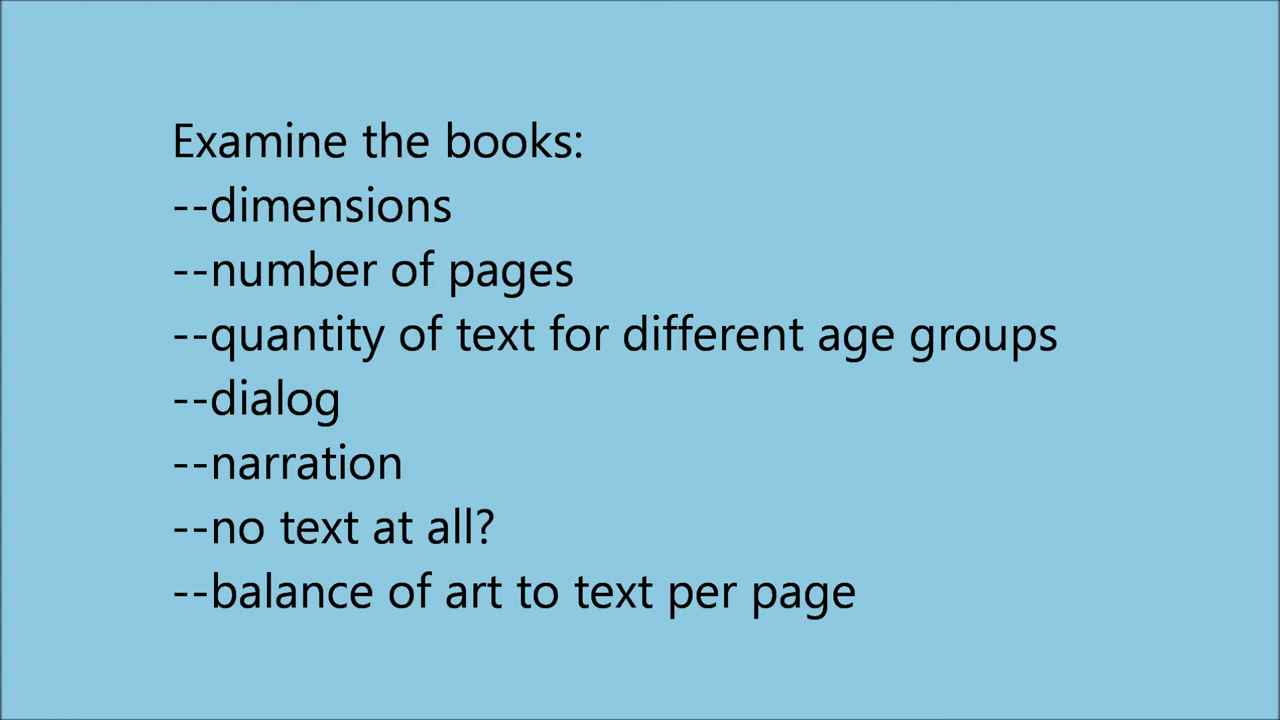 Examine the books:
--dimensions
--number of pages
--quantity of text for different age groups
--dialog
--narration
--no text at all?
--balance of art to text per page